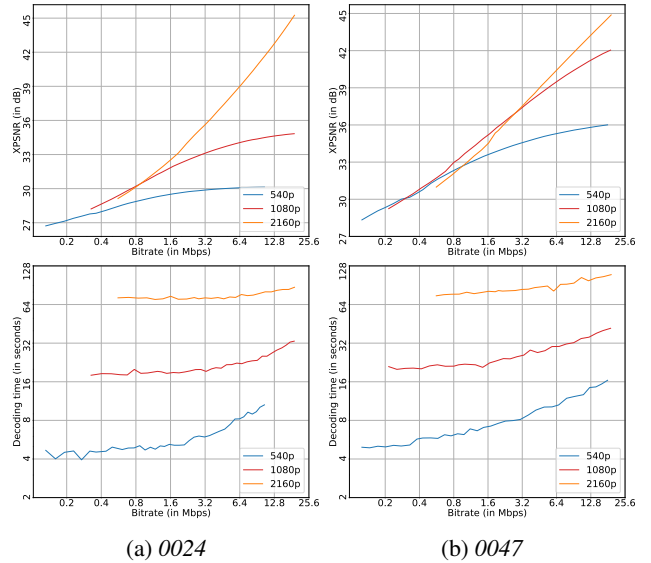 45
42
39
36
33
30
27
XPSNR (in dB)
540p
1080p
2160p
0.2 0.4 0.8 1.6 3.2 6.4 12.8 25.6
Bitrate (in Mbps)
45
42
39
36
33
30
27
XPSNR (in dB)
540p
1080p
2160p
0.2 0.4 0.8 1.6 3.2 6.4 12.8 25.6
Bitrate (in Mbps)
128
64
32
16
8
4
2
Decoding time (in seconds)
540p
1080p
2160p
0.2 0.4 0.8 1.6 3.2 6.4 12.8 25.6
Bitrate (in Mbps)
128
64
32
16
8
4
2
Decoding time (in seconds)
540p
1080p
2160p
0.2 0.4 0.8 1.6 3.2 6.4 12.8 25.6
Bitrate (in Mbps)
(a) 0024
(b) 0047